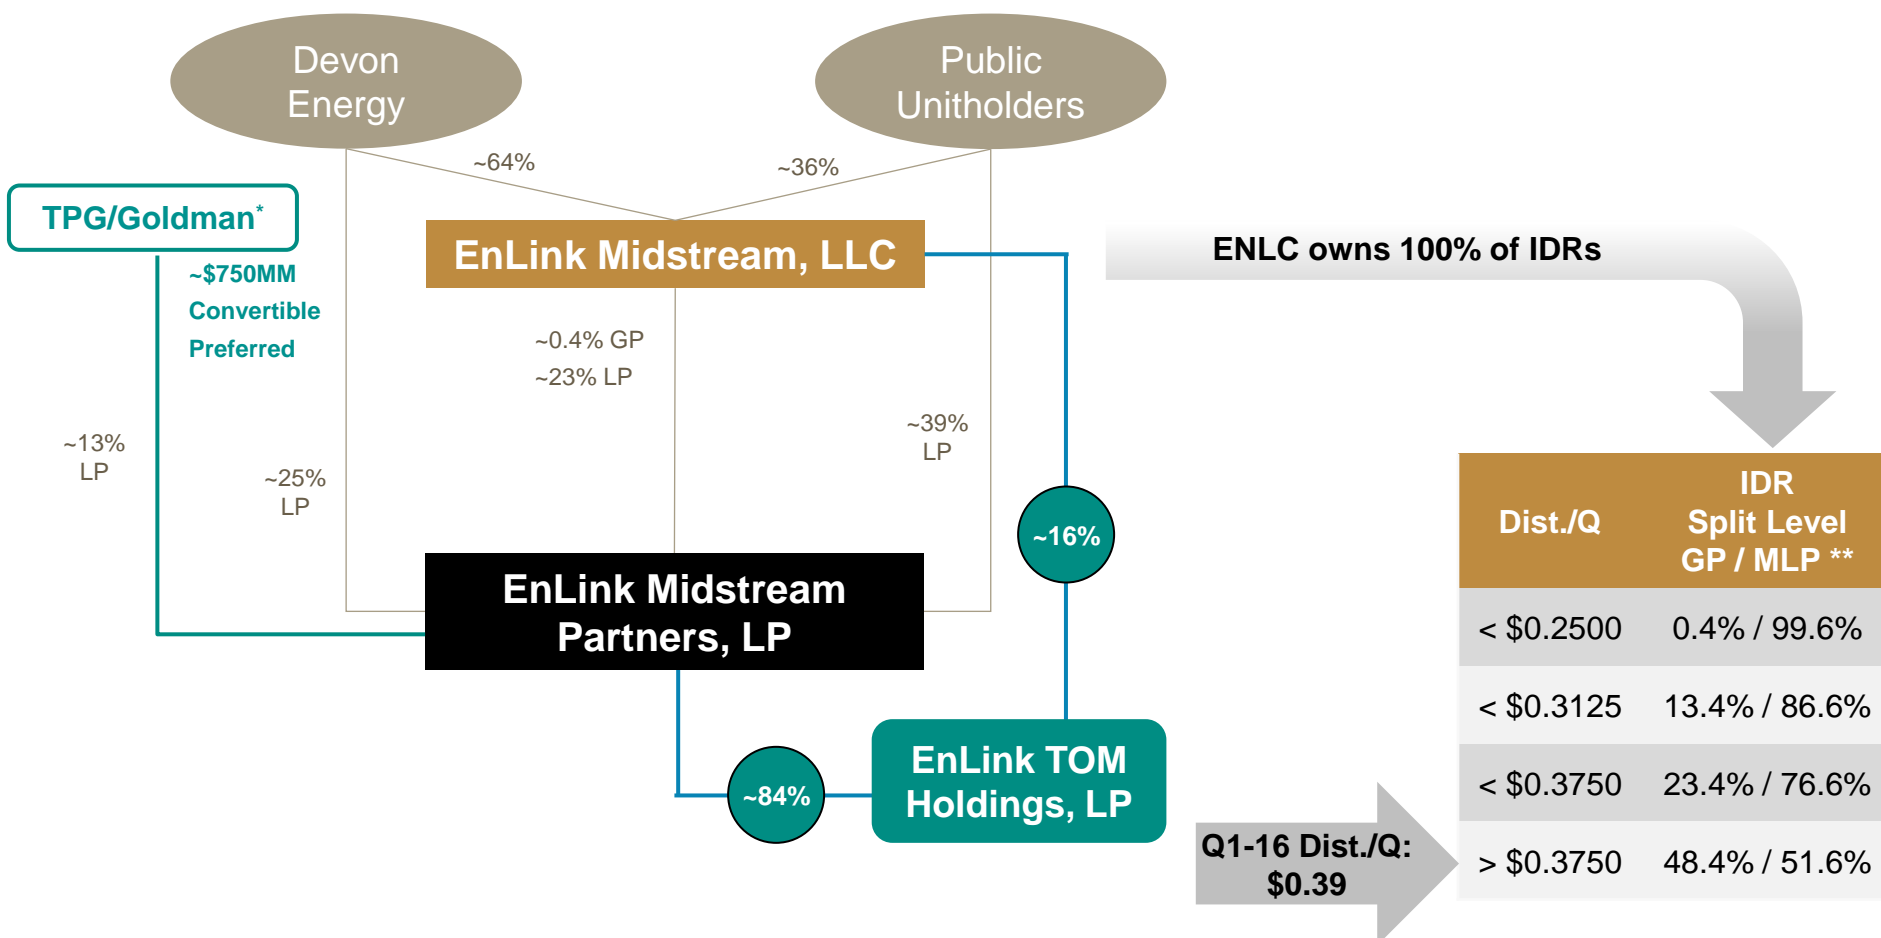 Devon
Energy
Public
Unitholders
~64%
~36%
TPG/Goldman*
EnLink Midstream, LLC
ENLC owns 100% of IDRs
~$750MM
Convertible
Preferred
~0.4% GP
~23% LP
~13%
LP
~25%
LP
~39%
LP
~16%
EnLink Midstream
Partners, LP
EnLink TOM
Holdings, LP
~84%
Q1-16 Dist./Q:
$0.39
Dist./Q
IDR
Split Level
GP / MLP **
< $0.2500 0.4% / 99.6%
< $0.3125 13.4% / 86.6%
< $0.3750 23.4% / 76.6%
> $0.3750 48.4% / 51.6%